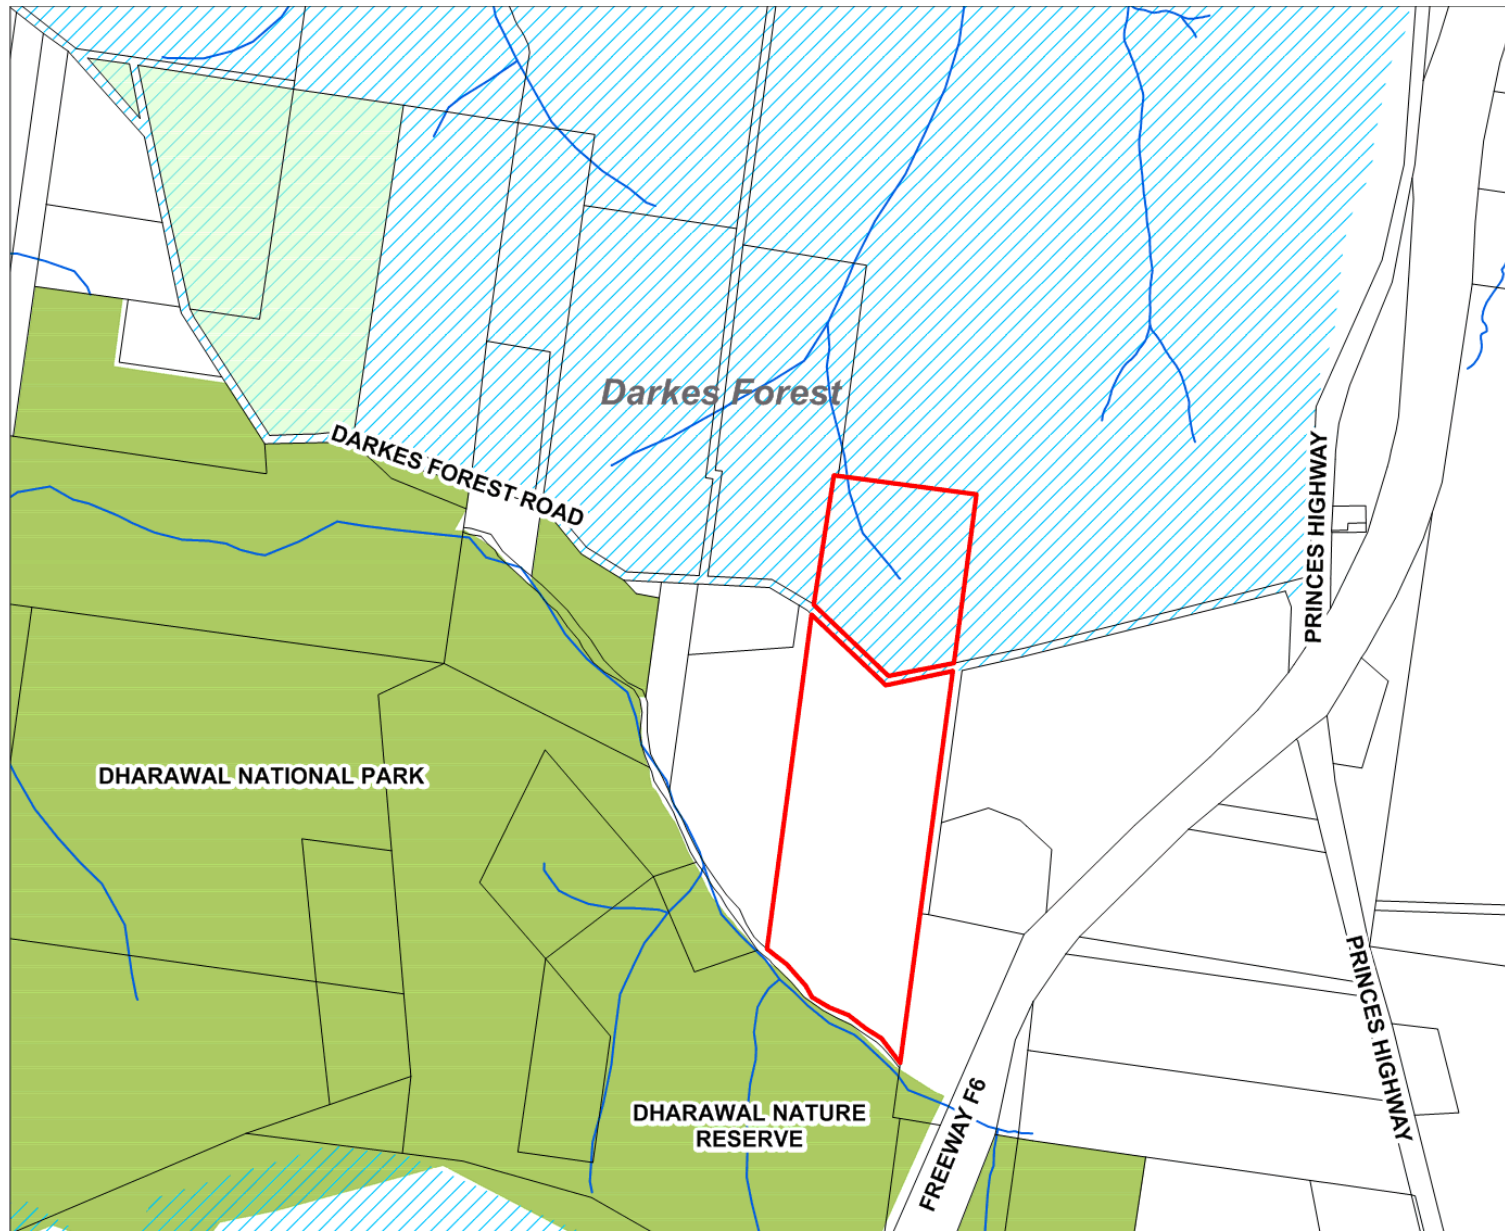 Darkes Forest
DARKES FOREST ROAD
PRINCES HIGHWAY
DHARAWAL NATIONAL PARK
PRINCES HIGHWAY
DHARAWAL NATURE
RESERVE
FREEWAY F6